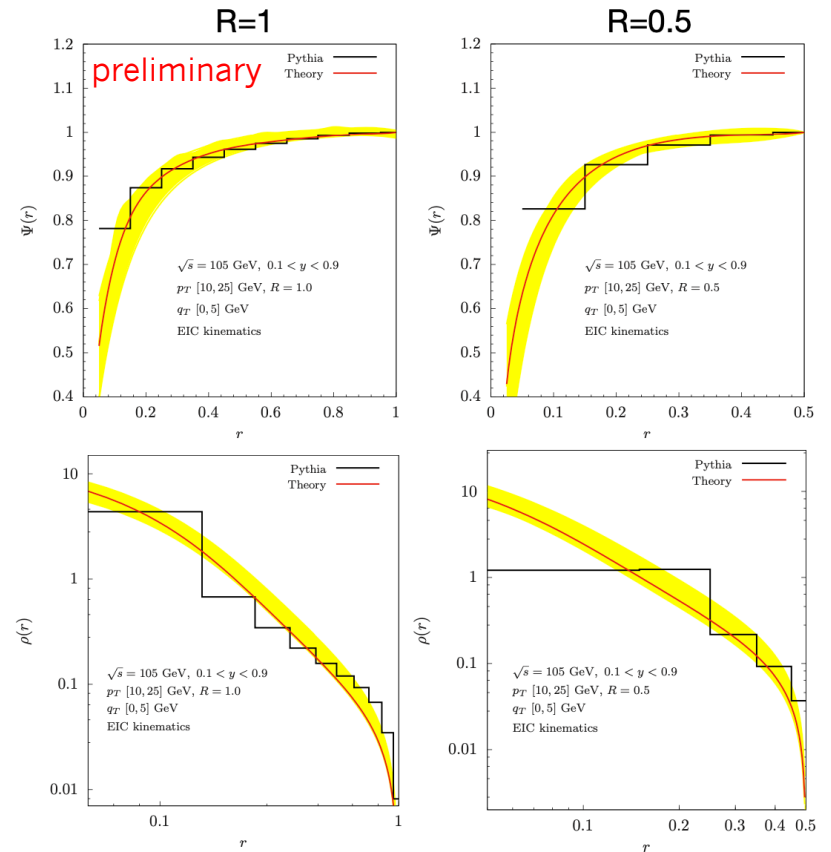 R=1
R=0.5
1.2
1.1
1
0.9
0.8
0.7
0.6
0.5
0.4
Ψ(r)
preliminary
Pythia
Theory
√s = 105 GeV, 0.1 < y < 0.9
p_T [10, 25] GeV, R = 1.0
q_T [0, 5] GeV
EIC kinematics
0
0.2
0.4
0.6
0.8
1
r
1.2
1.1
1
0.9
0.8
0.7
0.6
0.5
0.4
Ψ(r)
Pythia
Theory
√s = 105 GeV, 0.1 < y < 0.9
p_T [10, 25] GeV, R = 0.5
q_T [0, 5] GeV
EIC kinematics
0
0.1
0.2
0.3
0.4
0.5
r
10
1
0.1
0.01
ρ(r)
Pythia
Theory
√s = 105 GeV, 0.1 < y < 0.9
p_T [10, 25] GeV, R = 1.0
q_T [0, 5] GeV
EIC kinematics
0.1
1
r
10
1
0.1
0.01
ρ(r)
Pythia
Theory
√s = 105 GeV, 0.1 < y < 0.9
p_T [10, 25] GeV, R = 0.5
q_T [0, 5] GeV
EIC kinematics
0.1
0.2
0.3
0.4
0.5
r